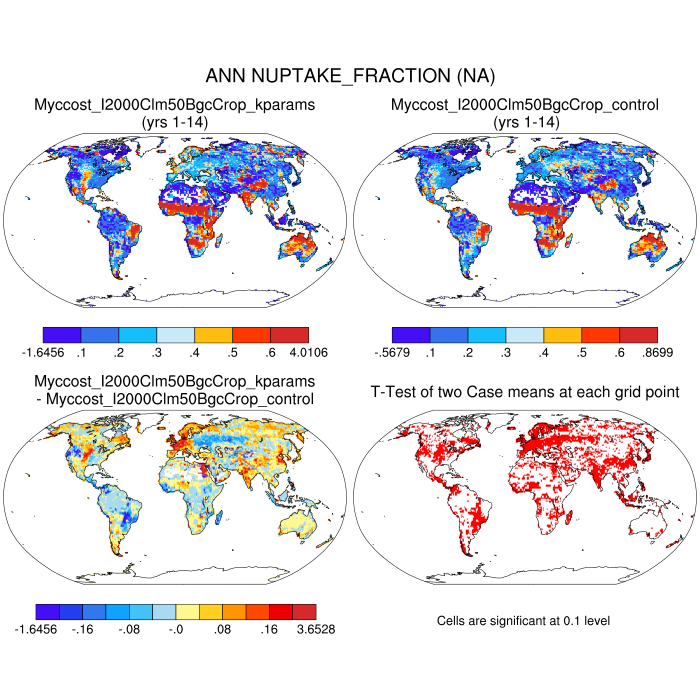 ANN NUPTAKE_FRACTION (NA)
Myccost_I2000Clm50BgcCrop_kparams
(yrs 1-14)
Myccost_I2000Clm50BgcCrop_control
(yrs 1-14)
-1.6456 .1 .2 .3 .4 .5 .6 4.0106
-.5679 .1 .2 .3 .4 .5 .6 .8699
Myccost_I2000Clm50BgcCrop_kparams
- Myccost_I2000Clm50BgcCrop_control
T-Test of two Case means at each grid point
-1.6456 -.16 -.08 -.0 .08 .16 3.6528
Cells are significant at 0.1 level